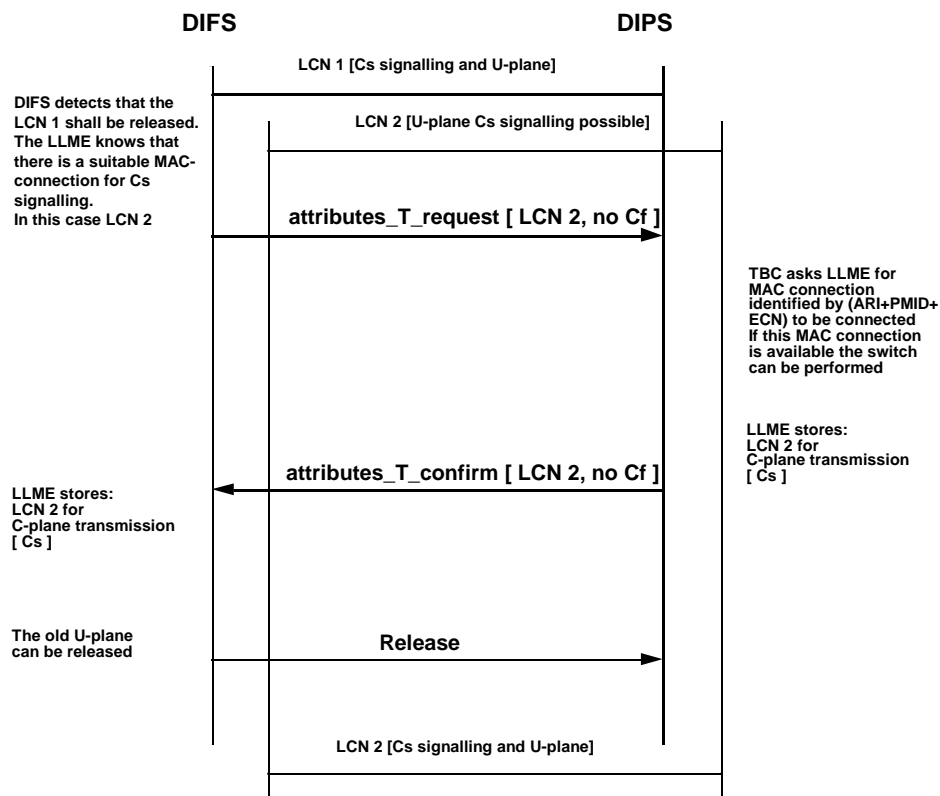 DIFS
DIPS
LCN 1 [Cs signalling and U-plane]
DIFS detects that the
LCN 1 shall be released.
The LLME knows that
there is a suitable MAC-
connection for Cs
signalling.
In this case LCN 2
LCN 2 [U-plane Cs signalling possible]
attributes_T_request [ LCN 2, no Cf ]
TBC asks LLME for
MAC connection
identified by (ARI+PMID+
ECN) to be connected
If this MAC connection
is available the switch
can be performed
LLME stores:
LCN 2 for
C-plane transmission
[ Cs ]
attributes_T_confirm [ LCN 2, no Cf ]
LLME stores:
LCN 2 for
C-plane transmission
[ Cs ]
The old U-plane
can be released
Release
LCN 2 [Cs signalling and U-plane]